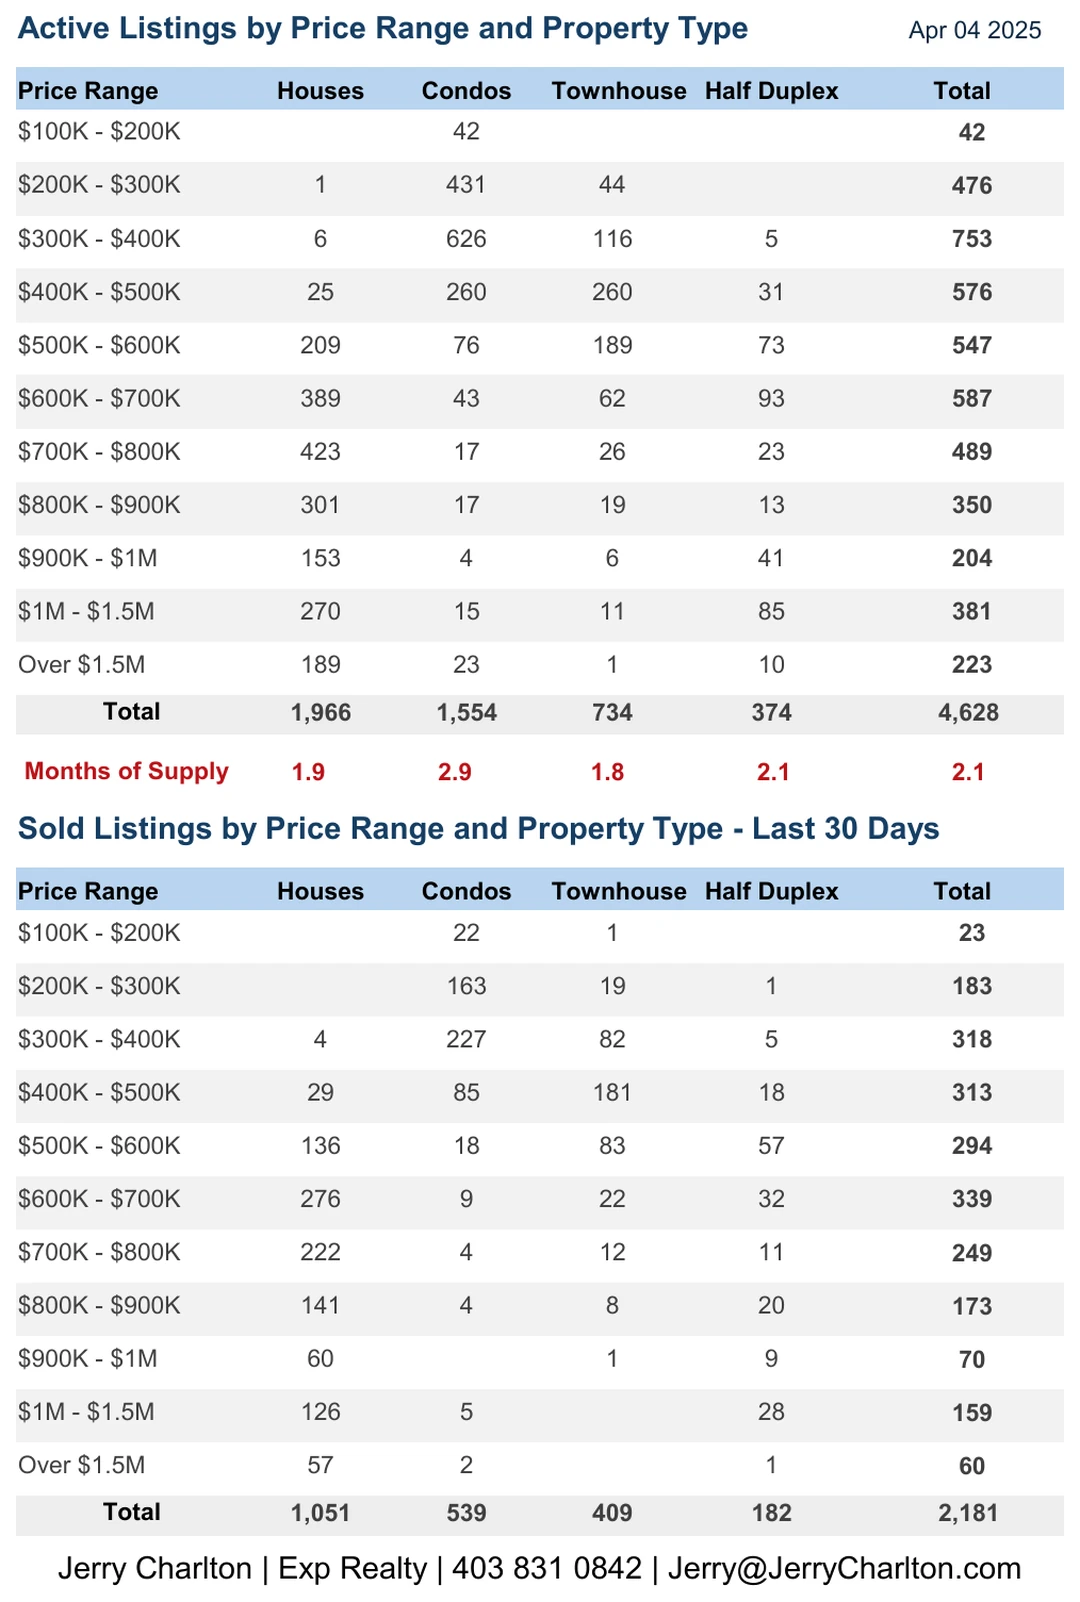 Active Listings by Price Range and Property Type Apr 04 2025
Price Range Houses Condos Townhouse Half Duplex Total
$100K - $200K 42 42
$200K - $300K 1 431 44 476
$300K - $400K 6 626 116 5 753
$400K - $500K 25 260 260 31 576
$500K - $600K 209 76 189 73 547
$600K - $700K 389 43 62 93 587
$700K - $800K 423 17 26 23 489
$800K - $900K 301 17 19 13 350
$900K - $1M 153 4 6 41 204
$1M - $1.5M 270 15 11 85 381
Over $1.5M 189 23 1 10 223
Total 1,966 1,554 734 374 4,628
Months of Supply 1.9 2.9 1.8 2.1 2.1
Sold Listings by Price Range and Property Type - Last 30 Days
Price Range Houses Condos Townhouse Half Duplex Total
$100K - $200K 22 1 23
$200K - $300K 163 19 1 183
$300K - $400K 4 227 82 5 318
$400K - $500K 29 85 181 18 313
$500K - $600K 136 18 83 57 294
$600K - $700K 276 9 22 32 339
$700K - $800K 222 4 12 11 249
$800K - $900K 141 4 8 20 173
$900K - $1M 60 1 9 70
$1M - $1.5M 126 5 28 159
Over $1.5M 57 2 1 60
Total 1,051 539 409 182 2,181
Jerry Charlton | Exp Realty | 403 831 0842 | Jerry@JerryCharlton.com